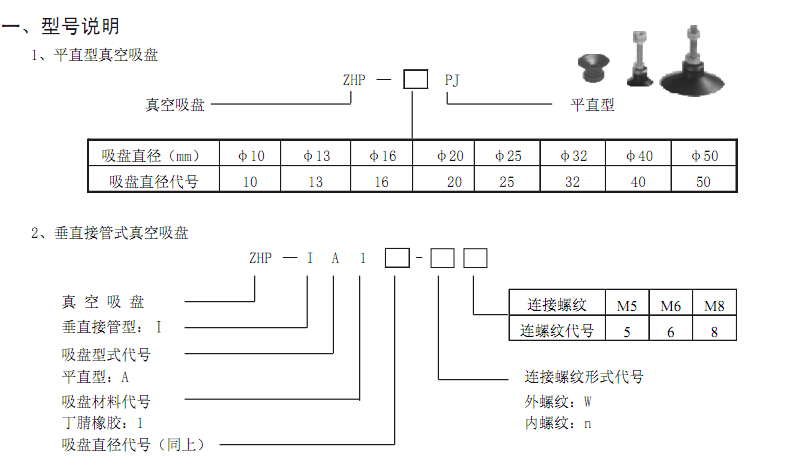 一、型号说明
1、平直型真空吸盘
ZHP — □ PJ
真空吸盘 平直型
吸盘直径（mm） φ10 φ13 φ16 φ20 φ25 φ32 φ40 φ50
吸盘直径代号 10 13 16 20 25 32 40 50
2、垂直接管式真空吸盘
ZHP — I A 1 □ - □ □
真空吸盘
垂直接管型：I
吸盘型式代号
平直型：A
吸盘材料代号
丁腈橡胶：1
吸盘直径代号（同上）
连接螺纹 M5 M6 M8
连螺纹代号 5 6 8
连接螺纹形式代号
外螺纹：W
内螺纹：n